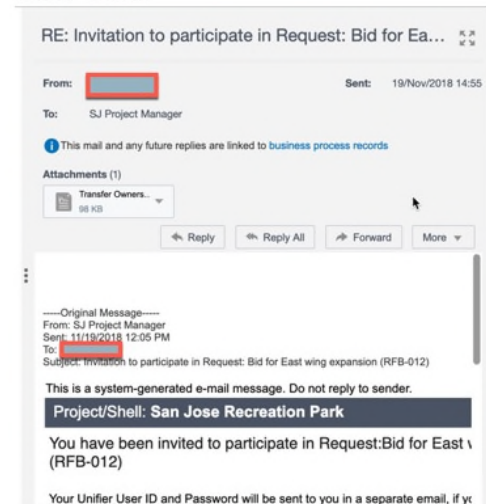 RE: Invitation to participate in Request: Bid for Ea...
From:
Sent: 19/Nov/2018 14:55
To: SJ Project Manager
This mail and any future replies are linked to business process records
Attachments (1)
Transfer Owners..
98 KB
Reply Reply All Forward More
-----Original Message-----
From: SJ Project Manager
Sent: 11/19/2018 12:05 PM
To:
Subject: Invitation to participate in Request: Bid for East wing expansion (RFB-012)
This is a system-generated e-mail message. Do not reply to sender.
Project/Shell: San Jose Recreation Park
You have been invited to participate in Request:Bid for East
(RFB-012)
Your Unifier User ID and Password will be sent to you in a separate email, if